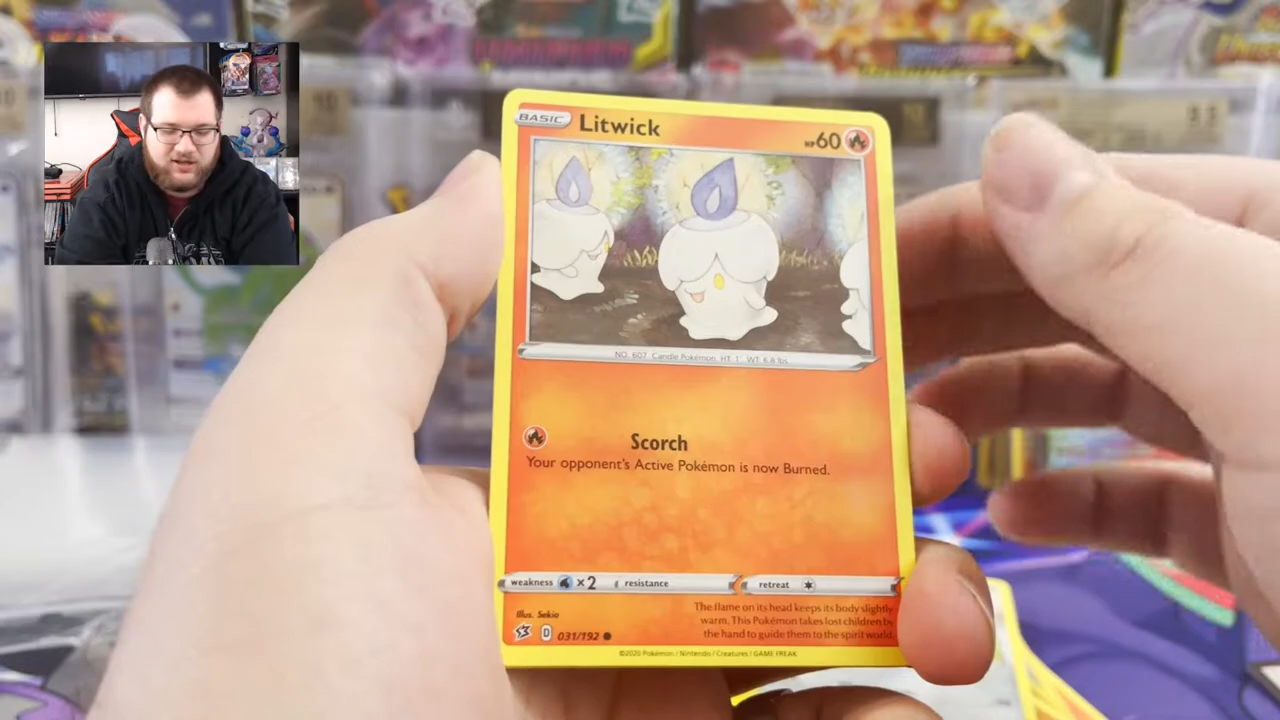 BASIC Litwick HP60
NO. 607 Candle Pokémon HT: 1' WT: 6.8 lbs.
Scorch
Your opponent's Active Pokémon is now Burned.
weakness ×2 resistance retreat
Illus. Sekio
The flame on its head keeps its body slightly
warm. This Pokémon takes lost children by
the hand to guide them to the spirit world.
D 031/192
©2020 Pokémon / Nintendo / Creatures / GAME FREAK
10
9.5